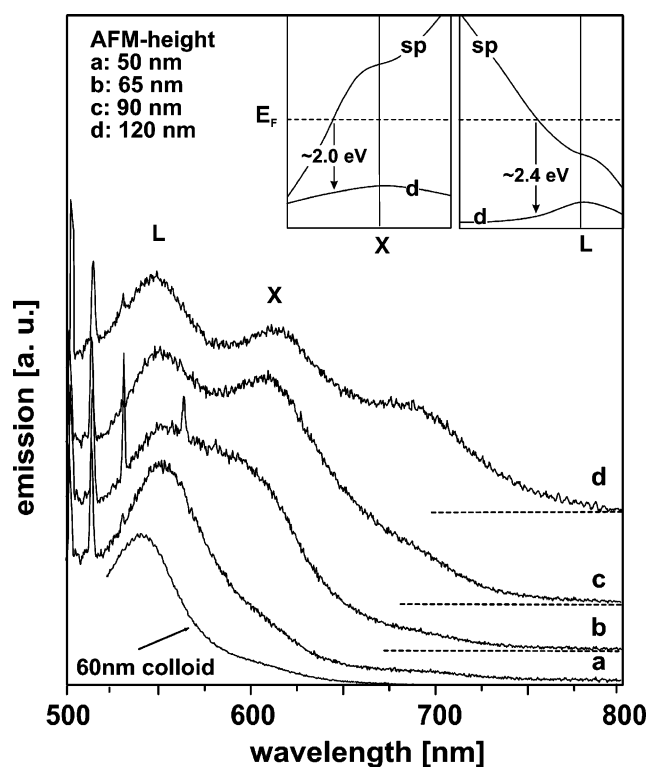 AFM-height
a: 50 nm
b: 65 nm
c: 90 nm
d: 120 nm
sp
sp
E_F
~2.0 eV
~2.4 eV
d
d
X
L
L
X
emission [a. u.]
d
c
b
a
60nm colloid
500
600
700
800
wavelength [nm]